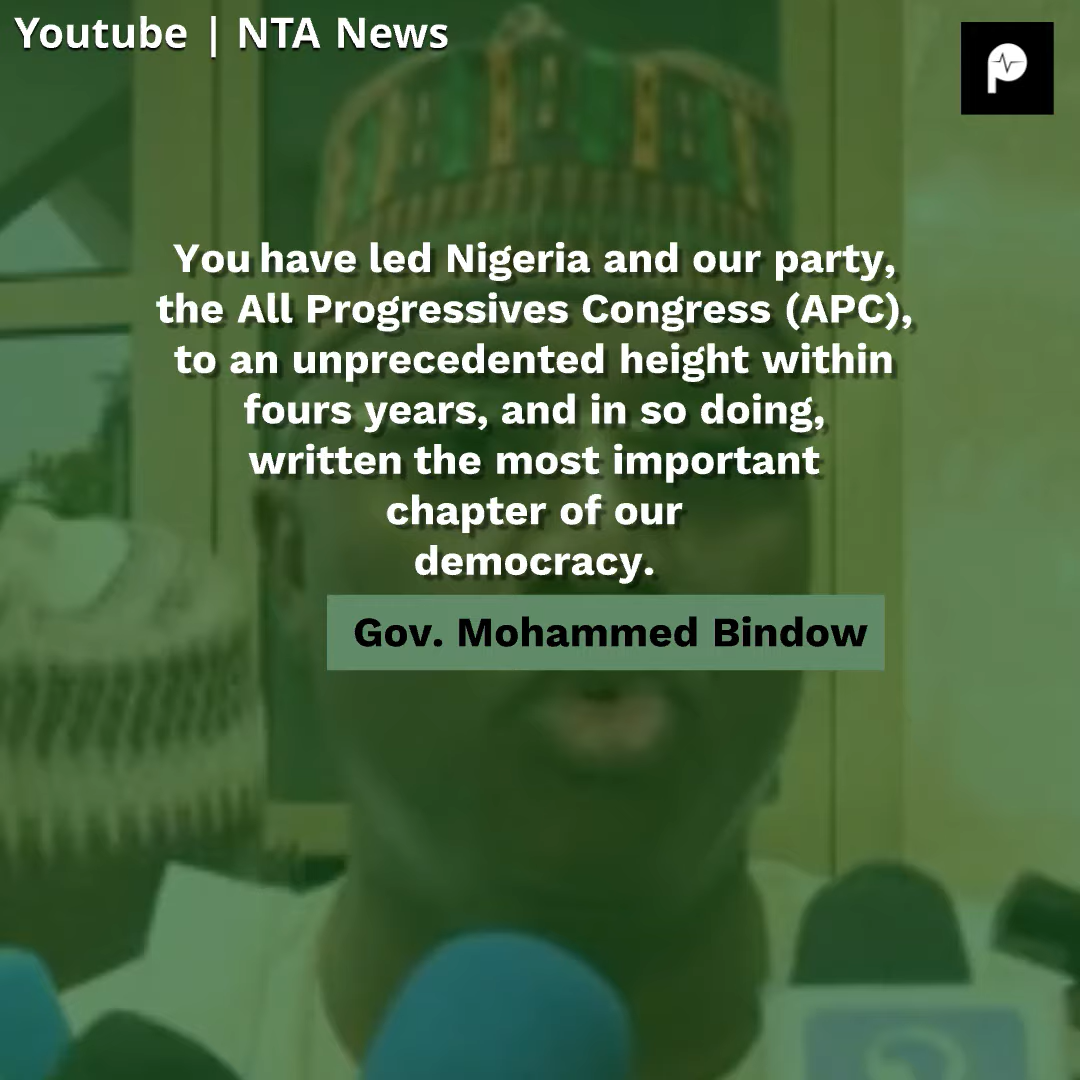 Youtube | NTA News
You have led Nigeria and our party,
the All Progressives Congress (APC),
to an unprecedented height within
fours years, and in so doing,
written the most important
chapter of our
democracy.
Gov. Mohammed Bindow